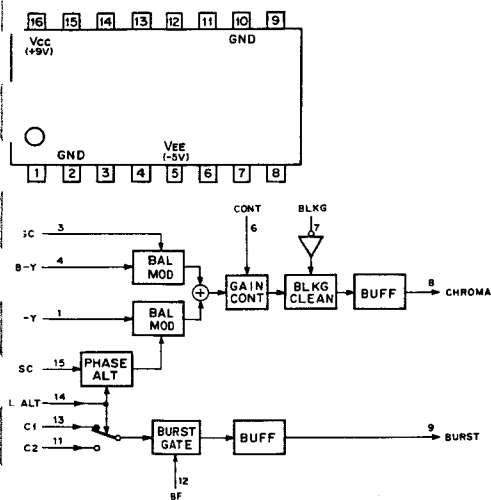 16 15 14 13 12 11 10 9
VCC
(+9V)
GND
GND
VEE
(-5V)
1 2 3 4 5 6 7 8
CONT
BLKG
SC 3
6
7
B-Y 4
BAL
MOD
GAIN
CONT
BLKG
CLEAN
BUFF
8 CHROMA
-Y 1
BAL
MOD
SC 15
PHASE
ALT
L ALT 14
C1 13
C2 11
BURST
GATE
BUFF
9 BURST
12
BF